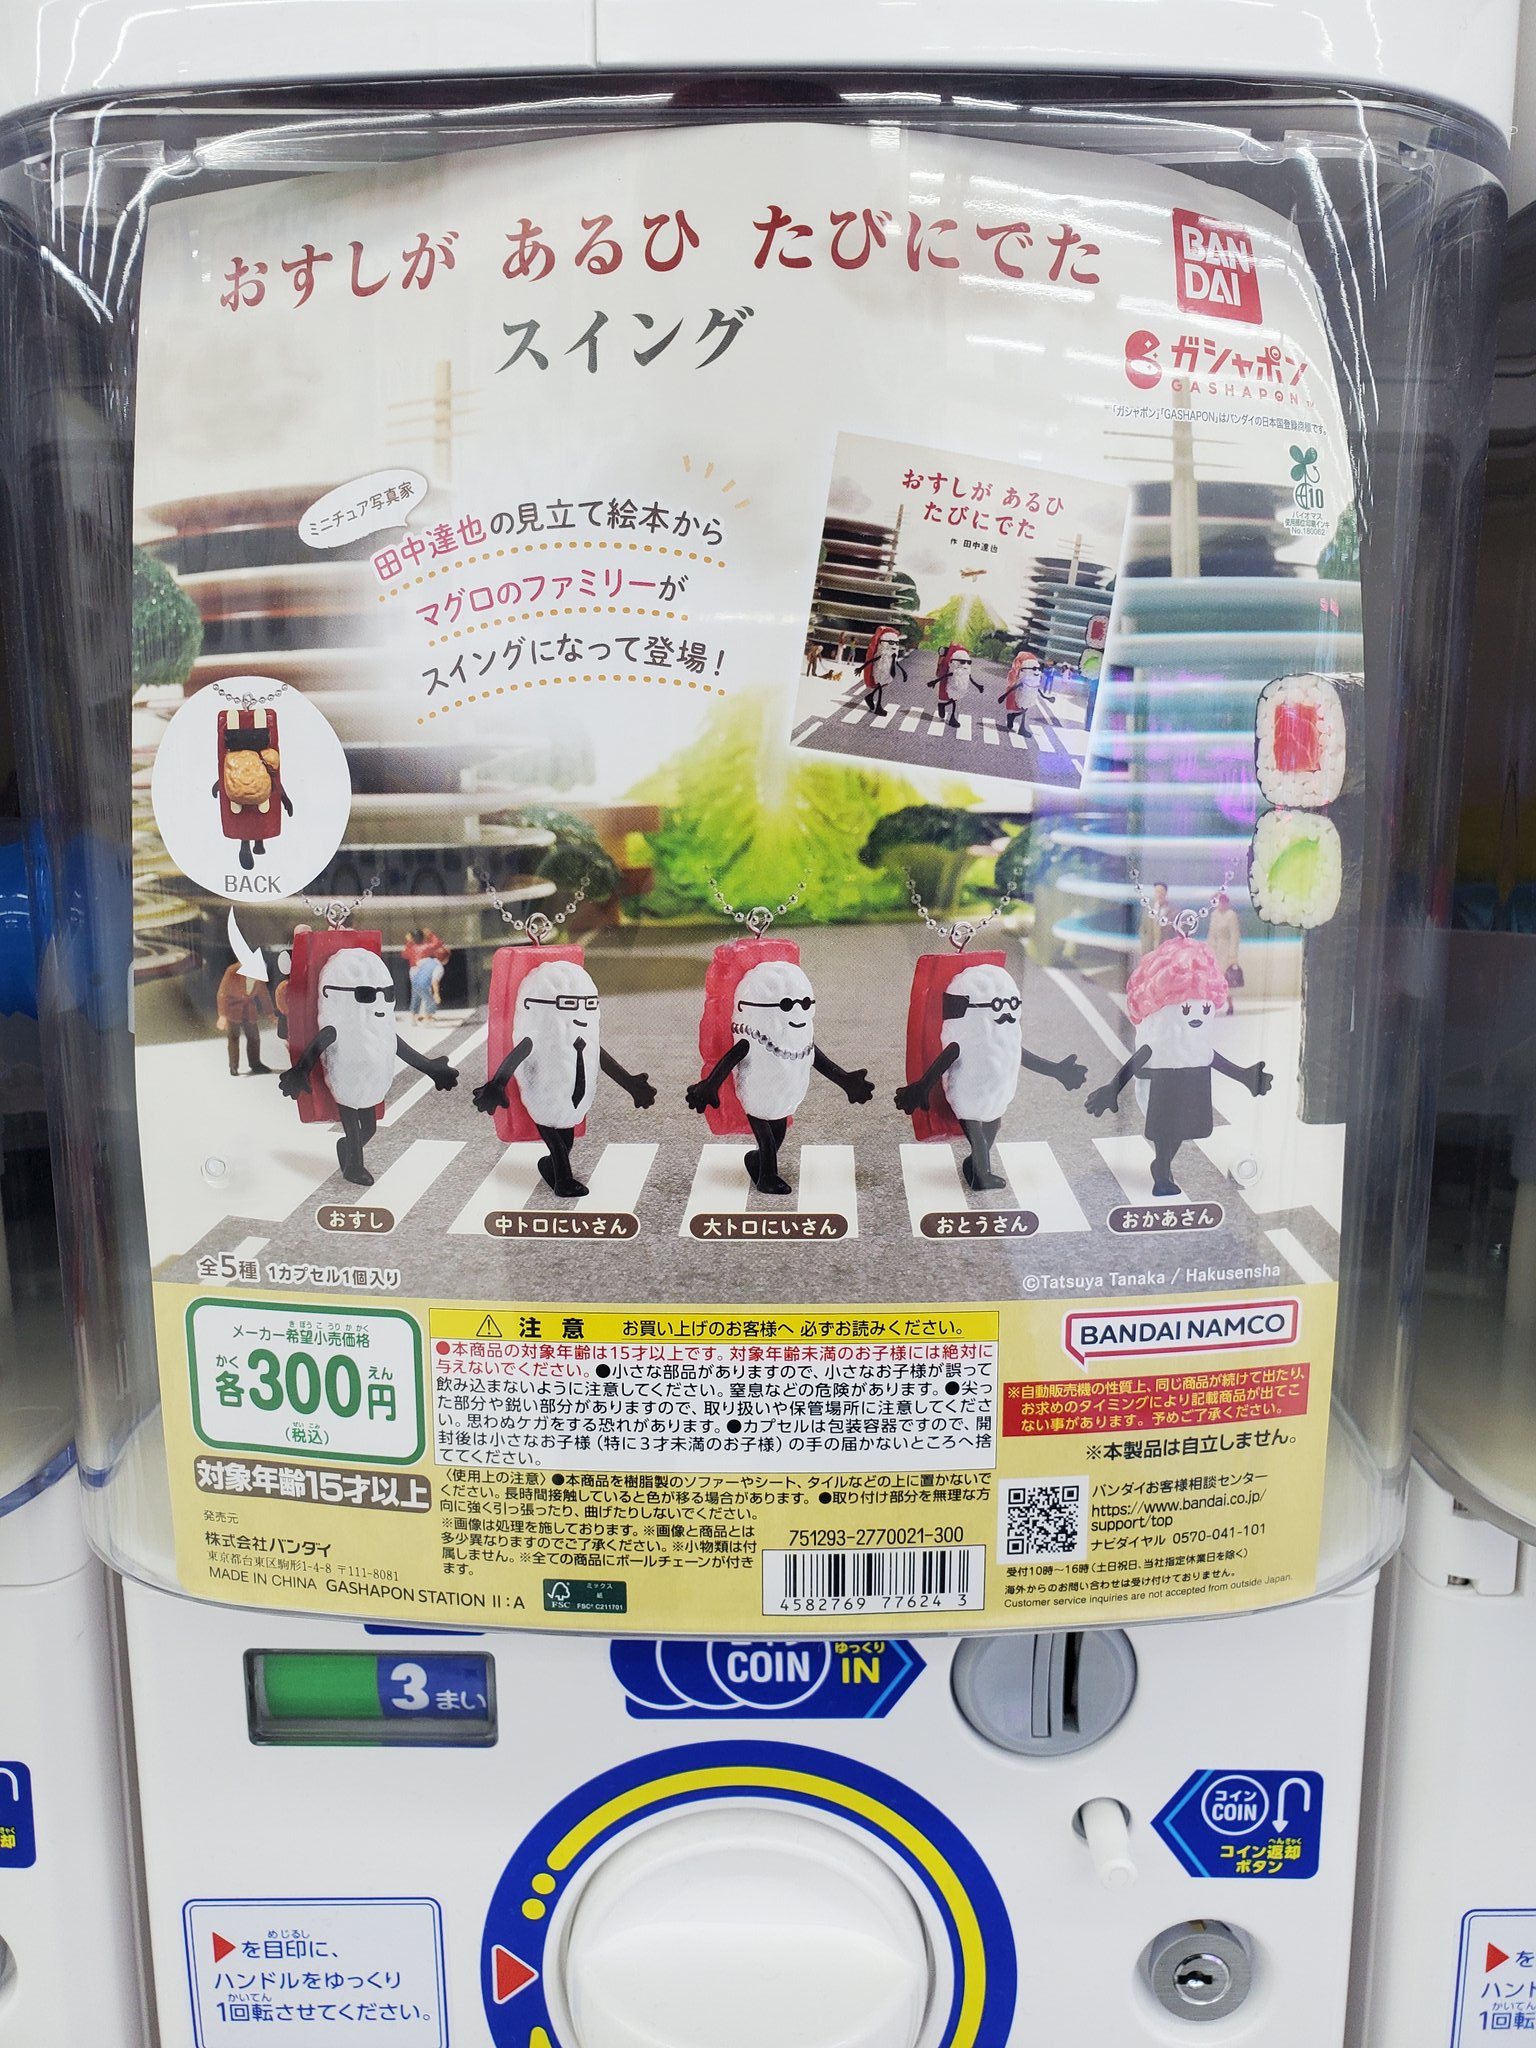 おすしが あるひ たびにでた
スイング
BAN
DAI
ガシャポン
GASHAPON
「ガシャポン」「GASHAPON」はバンダイの日本国登録商標です。
10
バイオマス
No.180062
ミニチュア写真家
田中達也の見立て絵本から
マグロのファミリーが
スイングになって登場！
おすしが あるひ
たびにでた
作 田中達也
BACK
おすし
中トロにいさん
大トロにいさん
おとうさん
おかあさん
全5種 1カプセル1個入り
©Tatsuya Tanaka / Hakusensha
メーカー希望小売価格
各300円
(税込)
対象年齢15才以上
発売元
株式会社バンダイ
東京都台東区駒形1-4-8 〒111-8081
MADE IN CHINA GASHAPON STATION II:A
注 意 お買い上げのお客様へ 必ずお読みください。
●本商品の対象年齢は15才以上です。対象年齢未満のお子様には絶対に
与えないでください。●小さな部品がありますので、小さなお子様が誤って
飲み込まないように注意してください。窒息などの危険があります。●尖っ
た部分や鋭い部分がありますので、取り扱いや保管場所に注意してくださ
い。思わぬケガをする恐れがあります。●カプセルは包装容器ですので、開
封後は小さなお子様(特に3才未満のお子様)の手の届かないところへ捨
ててください。
〈使用上の注意〉●本商品を樹脂製のソファーやシート、タイルなどの上に置かないで
ください。長時間接触していると色が移る場合があります。●取り付け部分を無理な方
向に強く引っ張ったり、曲げたりしないでください。
※画像は処理を施しております。※画像と商品とは
多少異なりますのでご了承ください。※小物類は付
属しません。※全ての商品にボールチェーンが付き
ます。
FSC
ミックス
紙
FSC® C211701
751293-2770021-300
4582769 776243
BANDAI NAMCO
※自動販売機の性質上、同じ商品が続けて出たり、
お求めのタイミングにより記載商品が出てこ
ない事があります。予めご了承ください。
※本製品は自立しません。
バンダイお客様相談センター
https://www.bandai.co.jp/
support/top
ナビダイヤル 0570-041-101
受付10時～16時(土日祝日、当社指定休業日を除く)
海外からのお問い合わせは受け付けておりません。
Customer service inquiries are not accepted from outside Japan.
3まい
コイン
COIN
ゆっくり
IN
コイン
COIN
コイン返却
ボタン
を目印に、
ハンドルをゆっくり
1回転させてください。
却
を
ハンド
1回転